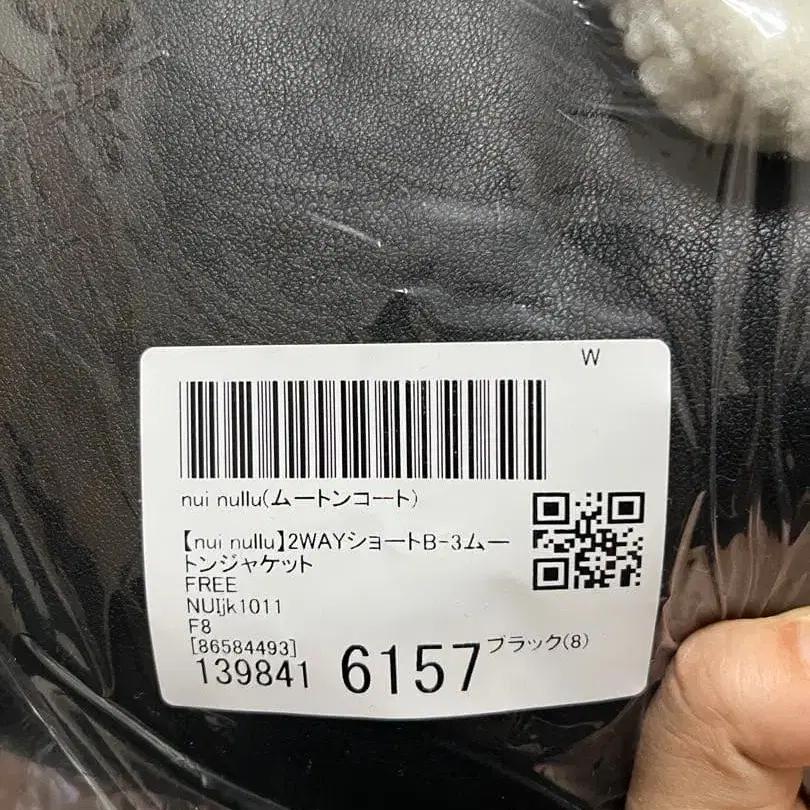 W
nui nullu(ムートンコート)
【nui nullu】2WAYショートB-3ムー
トンジャケット
FREE
NUIjk1011
F8
[86584493]
139841 6157 ブラック(8)